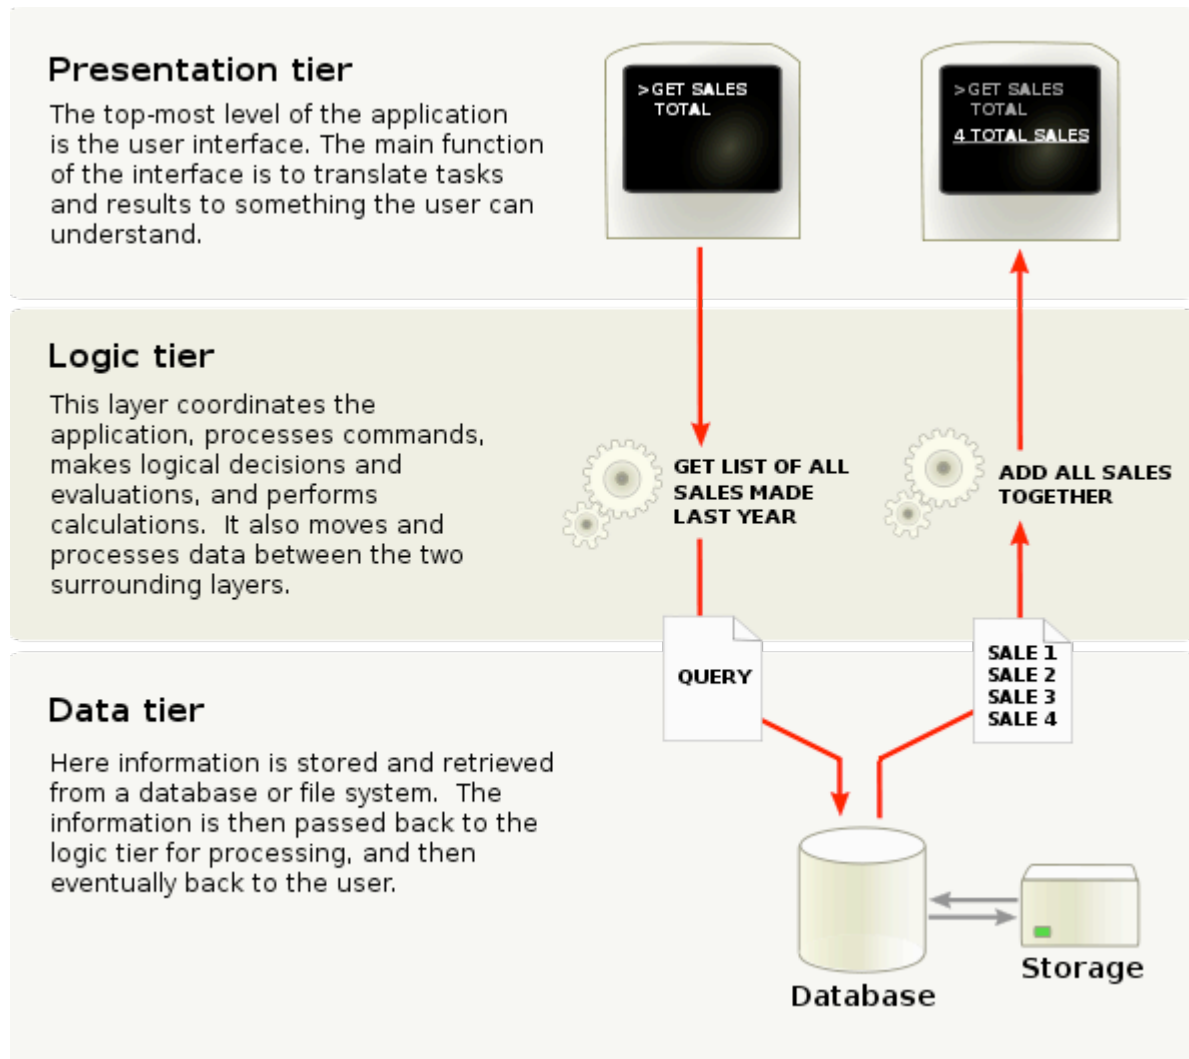 Presentation tier
The top-most level of the application
is the user interface. The main function
of the interface is to translate tasks
and results to something the user can
understand.
>GET SALES
TOTAL
>GET SALES
TOTAL
4 TOTAL SALES
Logic tier
This layer coordinates the
application, processes commands,
makes logical decisions and
evaluations, and performs
calculations.  It also moves and
processes data between the two
surrounding layers.
GET LIST OF ALL
SALES MADE
LAST YEAR
ADD ALL SALES
TOGETHER
QUERY
SALE 1
SALE 2
SALE 3
SALE 4
Data tier
Here information is stored and retrieved
from a database or file system.  The
information is then passed back to the
logic tier for processing, and then
eventually back to the user.
Database
Storage